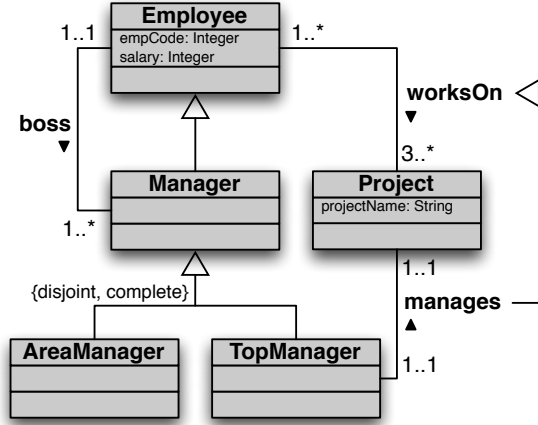 Employee
empCode: Integer
salary: Integer
1..1
1..*
boss
worksOn
3..*
Manager
Project
projectName: String
1..*
1..1
{disjoint, complete}
manages
AreaManager
TopManager
1..1